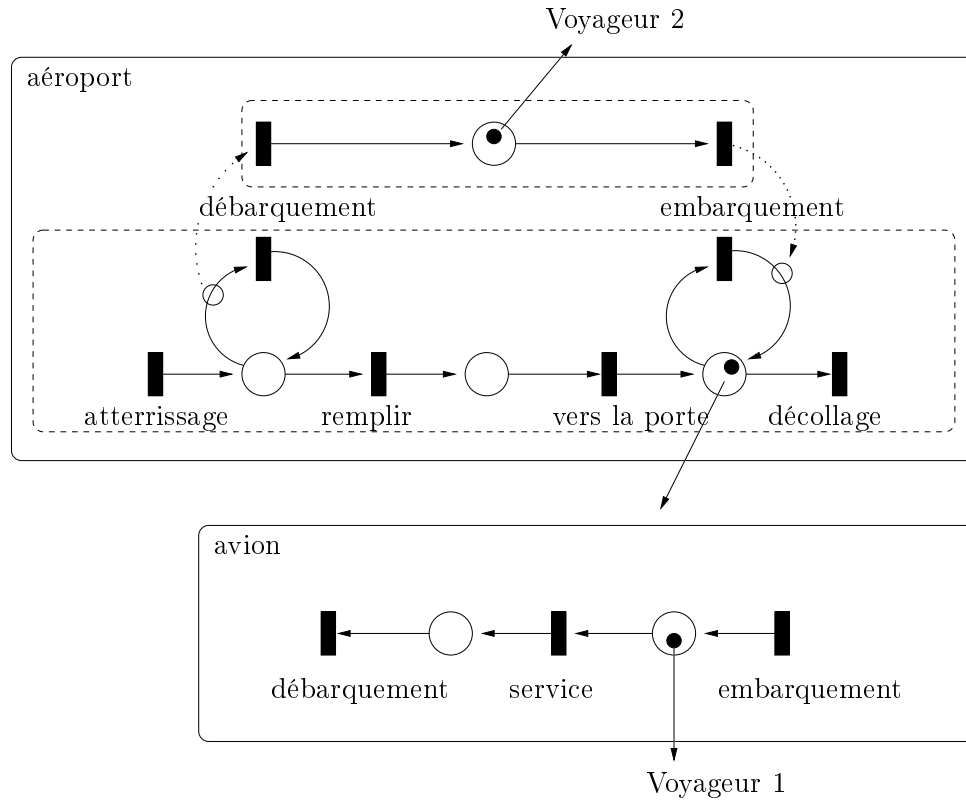 Voyageur 2
aéroport
débarquement embarquement
atterrissage remplir vers la porte décollage
avion
débarquement service embarquement
Voyageur 1